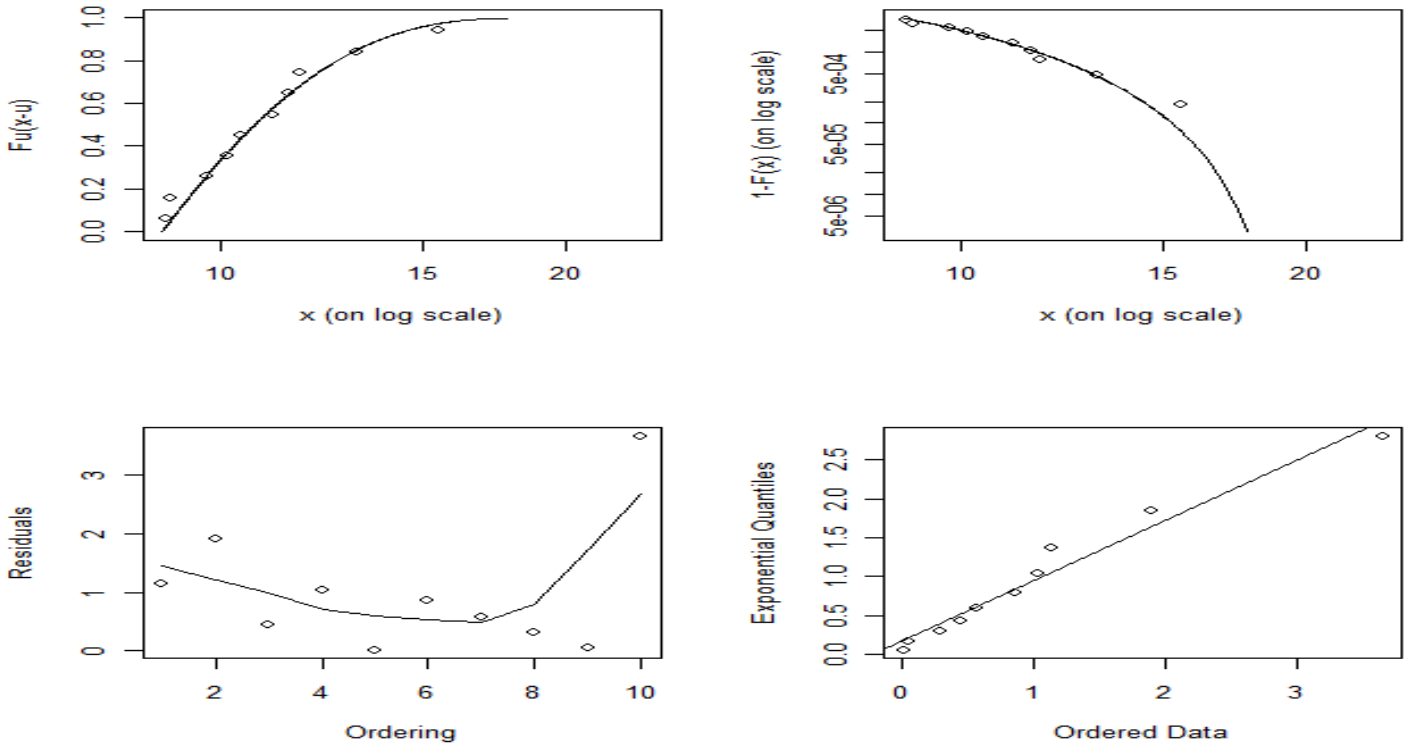 Fu(x-u)
0.0 0.2 0.4 0.6 0.8 1.0
10 15 20
x (on log scale)
1-F(x) (on log scale)
5e-06 5e-05 5e-04
10 15 20
x (on log scale)
Residuals
0 1 2 3
2 4 6 8 10
Ordering
Exponential Quantiles
0.0 0.5 1.0 1.5 2.0 2.5
0 1 2 3
Ordered Data